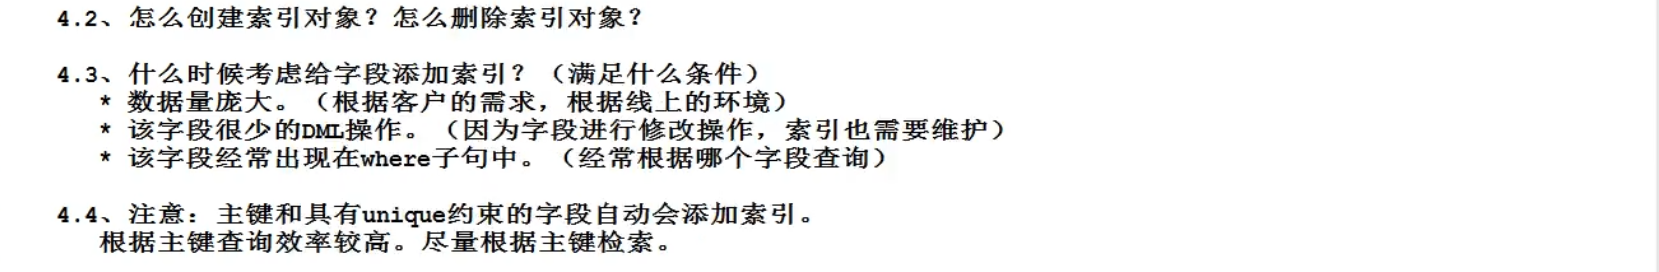 4.2、怎么创建索引对象？怎么删除索引对象？
4.3、什么时候考虑给字段添加索引？（满足什么条件）
* 数据量庞大。（根据客户的需求，根据线上的环境）
* 该字段很少的DML操作。（因为字段进行修改操作，索引也需要维护）
* 该字段经常出现在where子句中。（经常根据哪个字段查询）
4.4、注意：主键和具有unique约束的字段自动会添加索引。
根据主键查询效率较高。尽量根据主键检索。